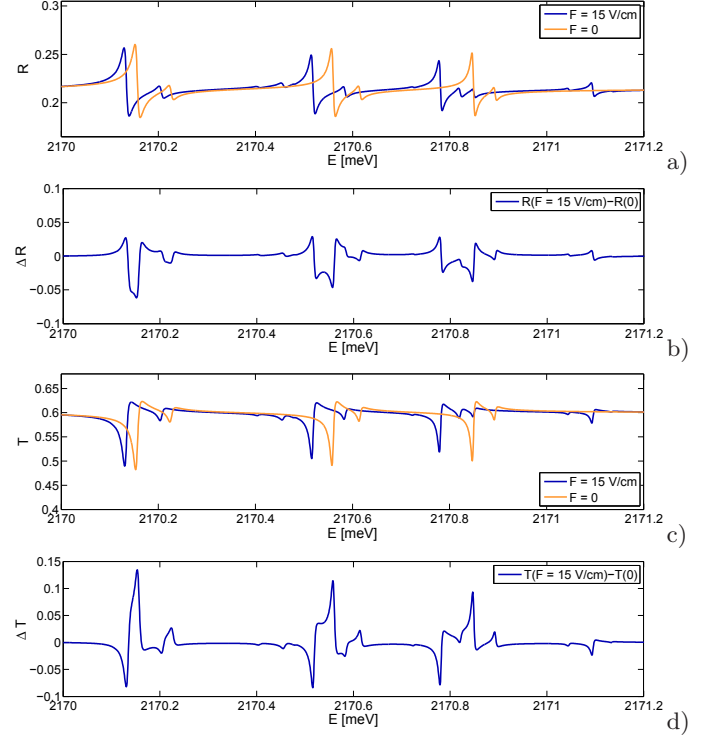 0.3
0.25
0.2
R
F = 15 V/cm
F = 0
2170
2170.2
2170.4
2170.6
2170.8
2171
2171.2
E [meV]
a)
0.1
0.05
0
−0.05
−0.1
Δ R
R(F = 15 V/cm)−R(0)
2170
2170.2
2170.4
2170.6
2170.8
2171
2171.2
E [meV]
b)
0.65
0.6
0.55
0.5
0.45
0.4
T
F = 15 V/cm
F = 0
2170
2170.2
2170.4
2170.6
2170.8
2171
2171.2
E [meV]
c)
0.15
0.1
0.05
0
−0.05
−0.1
Δ T
T(F = 15 V/cm)−T(0)
2170
2170.2
2170.4
2170.6
2170.8
2171
2171.2
E [meV]
d)